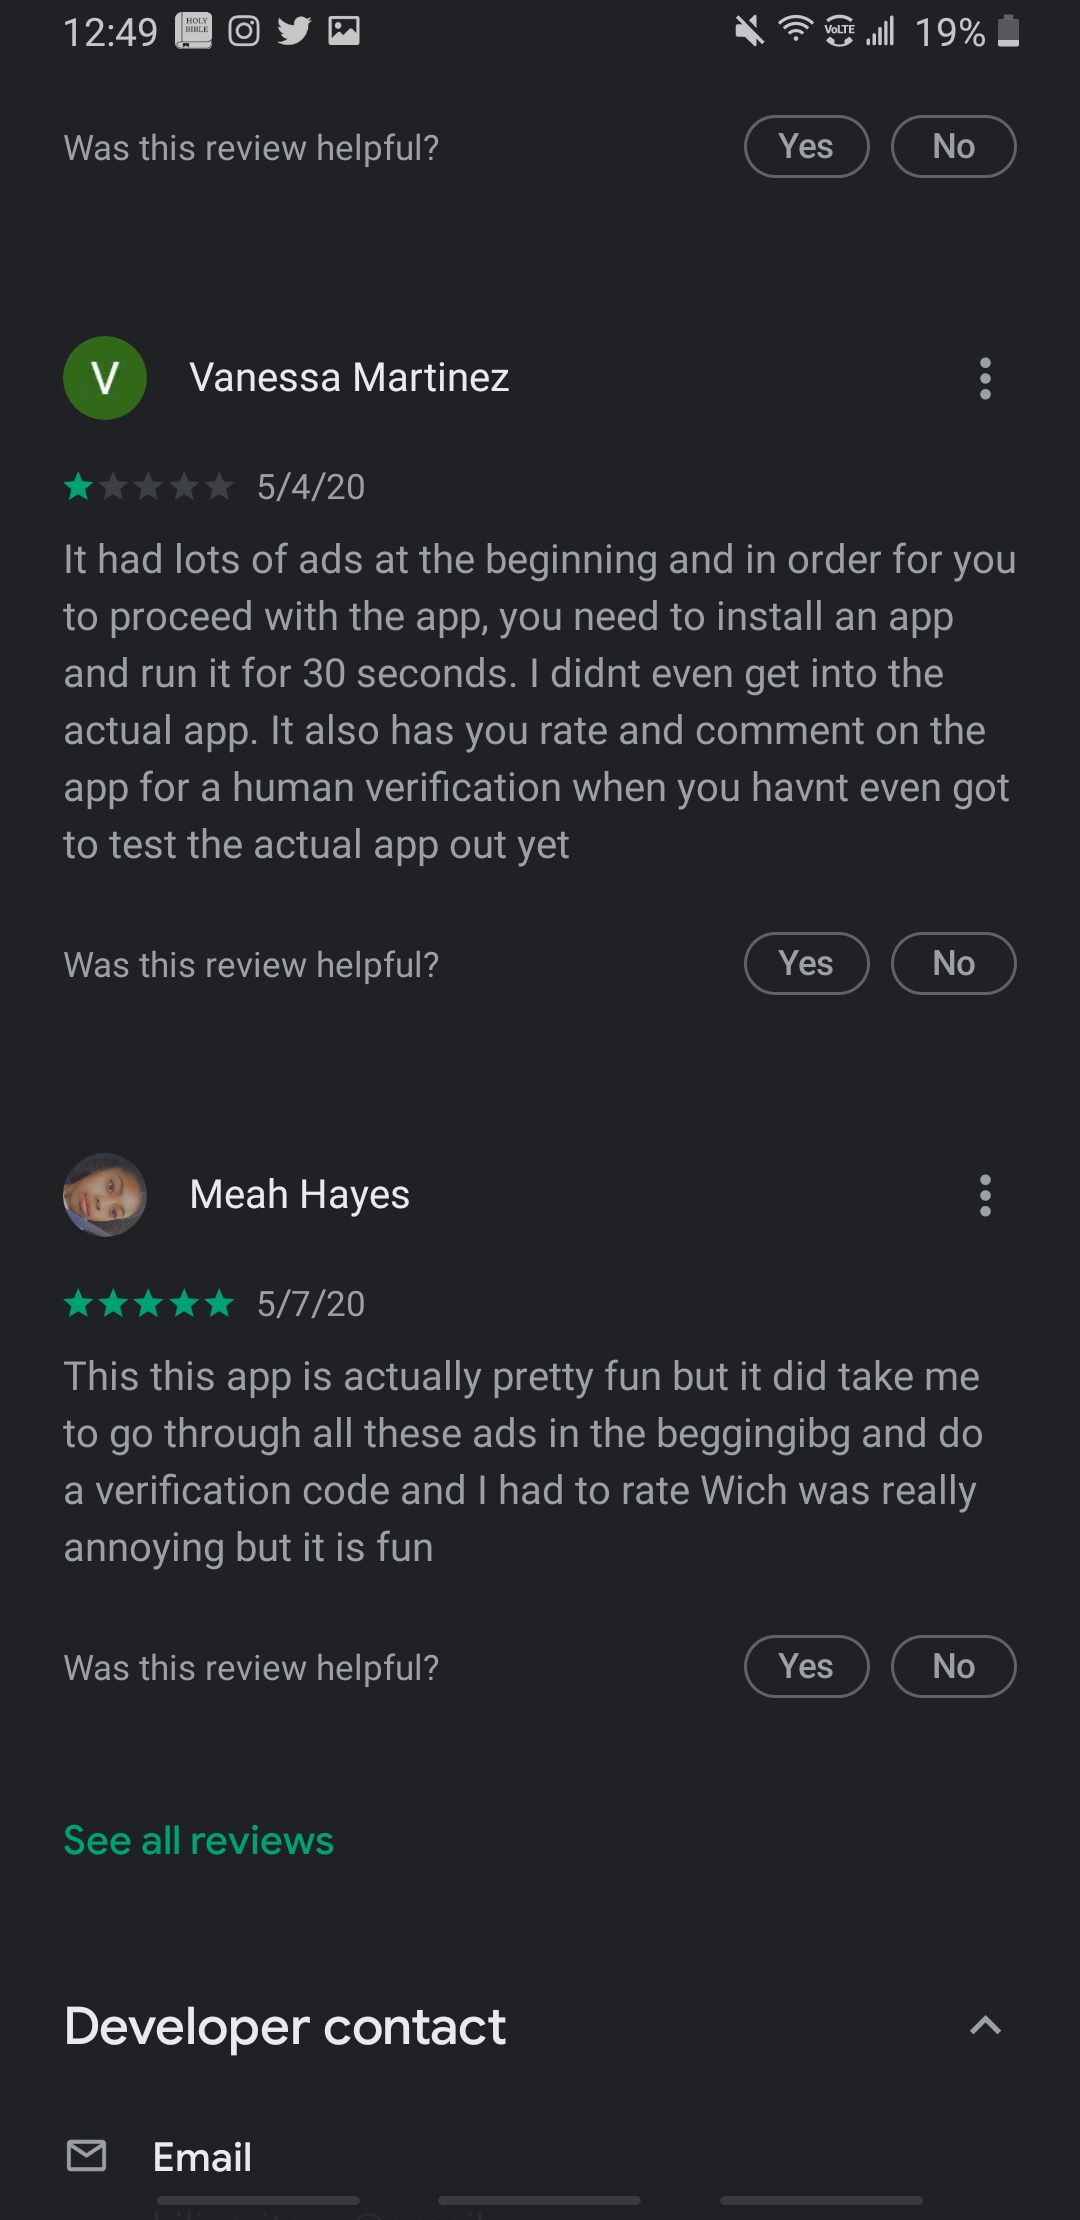 12:49 HOLY BIBLE VoLTE 19%
Was this review helpful? Yes No
V Vanessa Martinez
5/4/20
It had lots of ads at the beginning and in order for you
to proceed with the app, you need to install an app
and run it for 30 seconds. I didnt even get into the
actual app. It also has you rate and comment on the
app for a human verification when you havnt even got
to test the actual app out yet
Was this review helpful? Yes No
Meah Hayes
5/7/20
This this app is actually pretty fun but it did take me
to go through all these ads in the beggingibg and do
a verification code and I had to rate Wich was really
annoying but it is fun
Was this review helpful? Yes No
See all reviews
Developer contact
Email